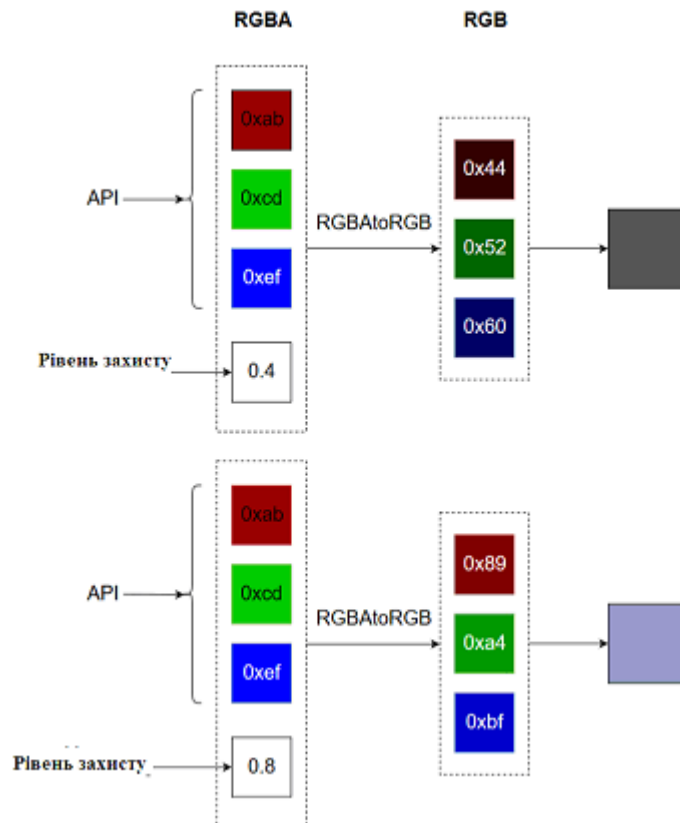 RGBA RGB
0xab
0x44
0xcd
API
RGBAtoRGB
0x52
0xef
0x60
Рівень захисту
0.4
0xab
0x89
0xcd
API
RGBAtoRGB
0xa4
0xef
0xbf
Рівень захисту
0.8